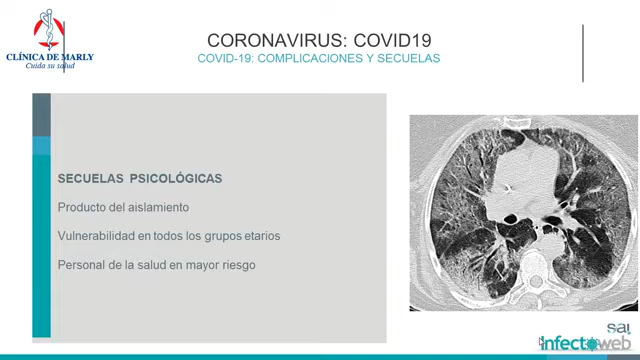 CLÍNICA DE MARLY
Cuida su salud
CORONAVIRUS: COVID19
COVID-19: COMPLICACIONES Y SECUELAS
SECUELAS PSICOLÓGICAS
Producto del aislamiento
Vulnerabilidad en todos los grupos etarios
Personal de la salud en mayor riesgo
infectoweb